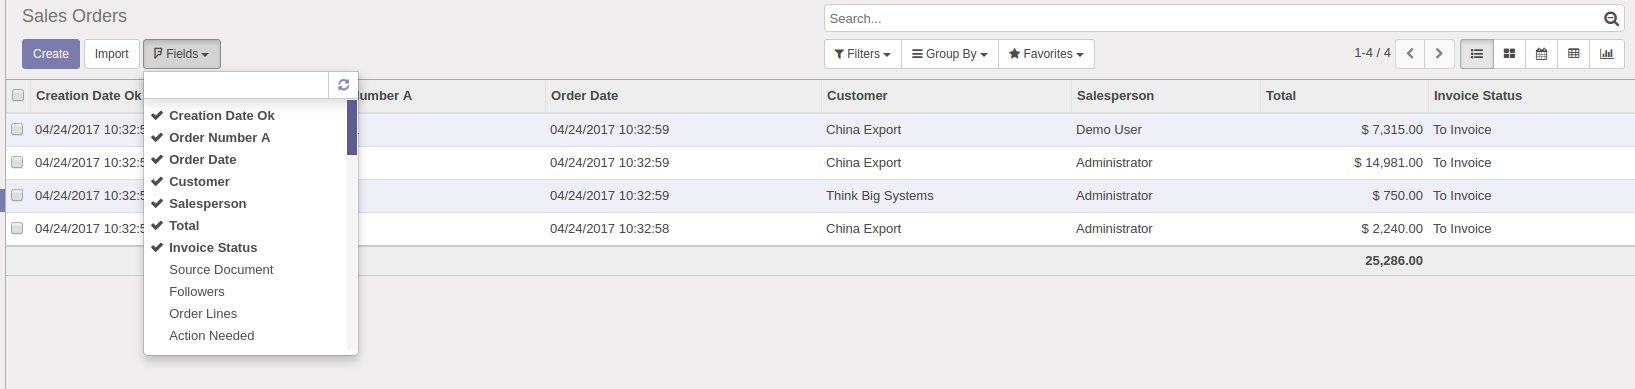 Sales Orders
Search...
Create Import Fields Filters Group By Favorites 1-4 / 4
Creation Date Ok umber A Order Date Customer Salesperson Total Invoice Status
04/24/2017 10:32:5 04/24/2017 10:32:59 China Export Demo User $ 7,315.00 To Invoice
04/24/2017 10:32:5 04/24/2017 10:32:59 China Export Administrator $ 14,981.00 To Invoice
04/24/2017 10:32:5 04/24/2017 10:32:59 Think Big Systems Administrator $ 750.00 To Invoice
04/24/2017 10:32:5 04/24/2017 10:32:58 China Export Administrator $ 2,240.00 To Invoice
25,286.00
Creation Date Ok
Order Number A
Order Date
Customer
Salesperson
Total
Invoice Status
Source Document
Followers
Order Lines
Action Needed